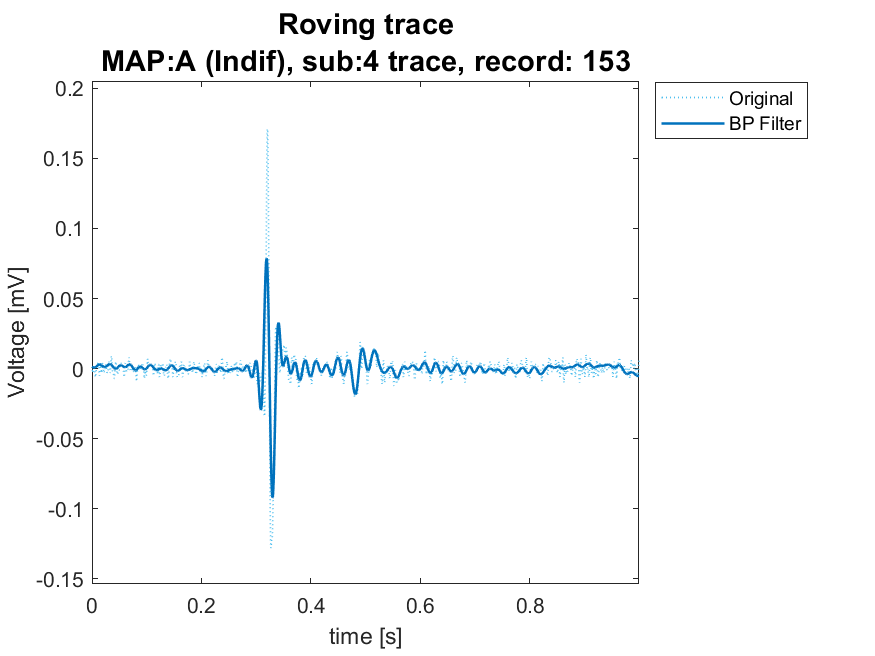 Roving trace
MAP:A (Indif), sub:4 trace, record: 153
Original
BP Filter
Voltage [mV]
0.2
0.15
0.1
0.05
0
-0.05
-0.1
-0.15
0 0.2 0.4 0.6 0.8
time [s]